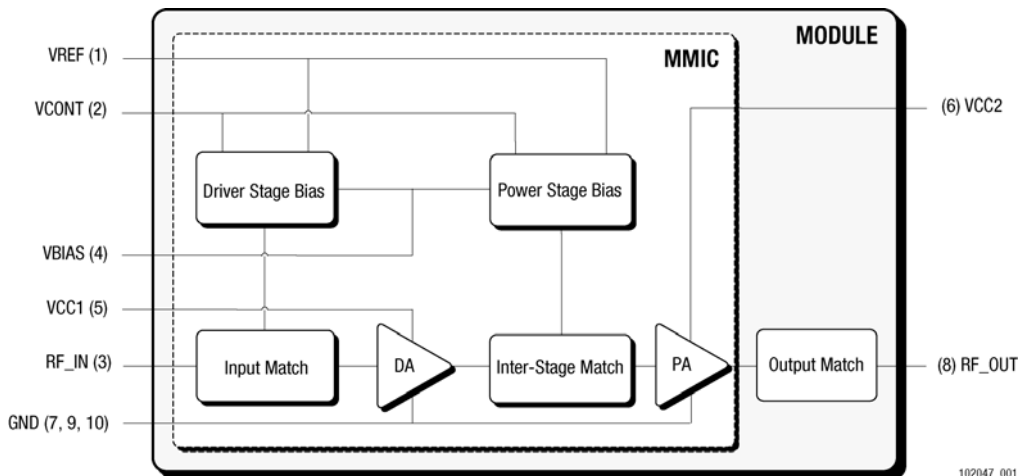 MODULE
MMIC
VREF (1)
VCONT (2)
(6) VCC2
Driver Stage Bias
Power Stage Bias
VBIAS (4)
VCC1 (5)
RF_IN (3)
Input Match
DA
Inter-Stage Match
PA
Output Match
(8) RF_OUT
GND (7, 9, 10)
102047_001